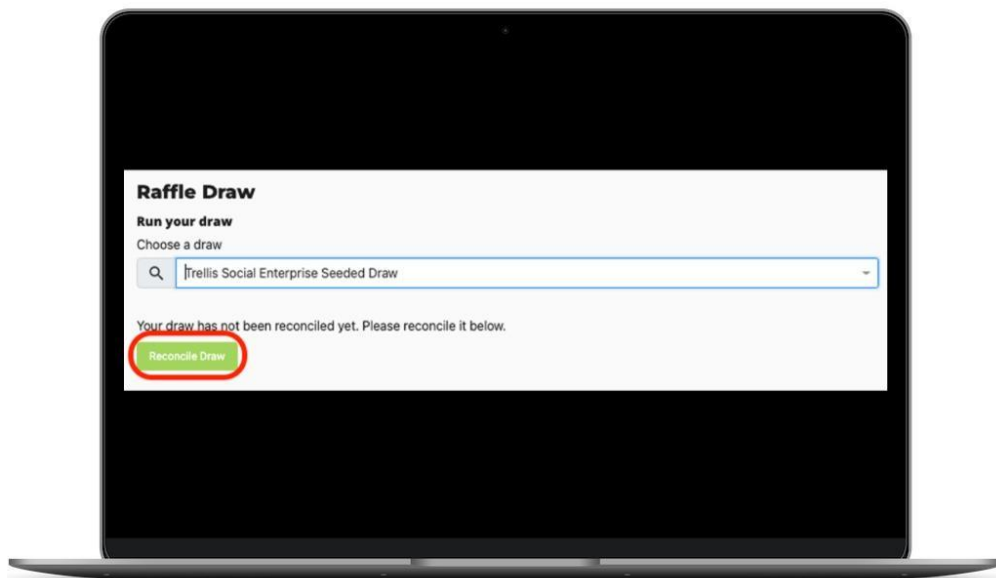 Raffle Draw
Run your draw
Choose a draw
Trellis Social Enterprise Seeded Draw
Your draw has not been reconciled yet. Please reconcile it below.
Reconcile Draw